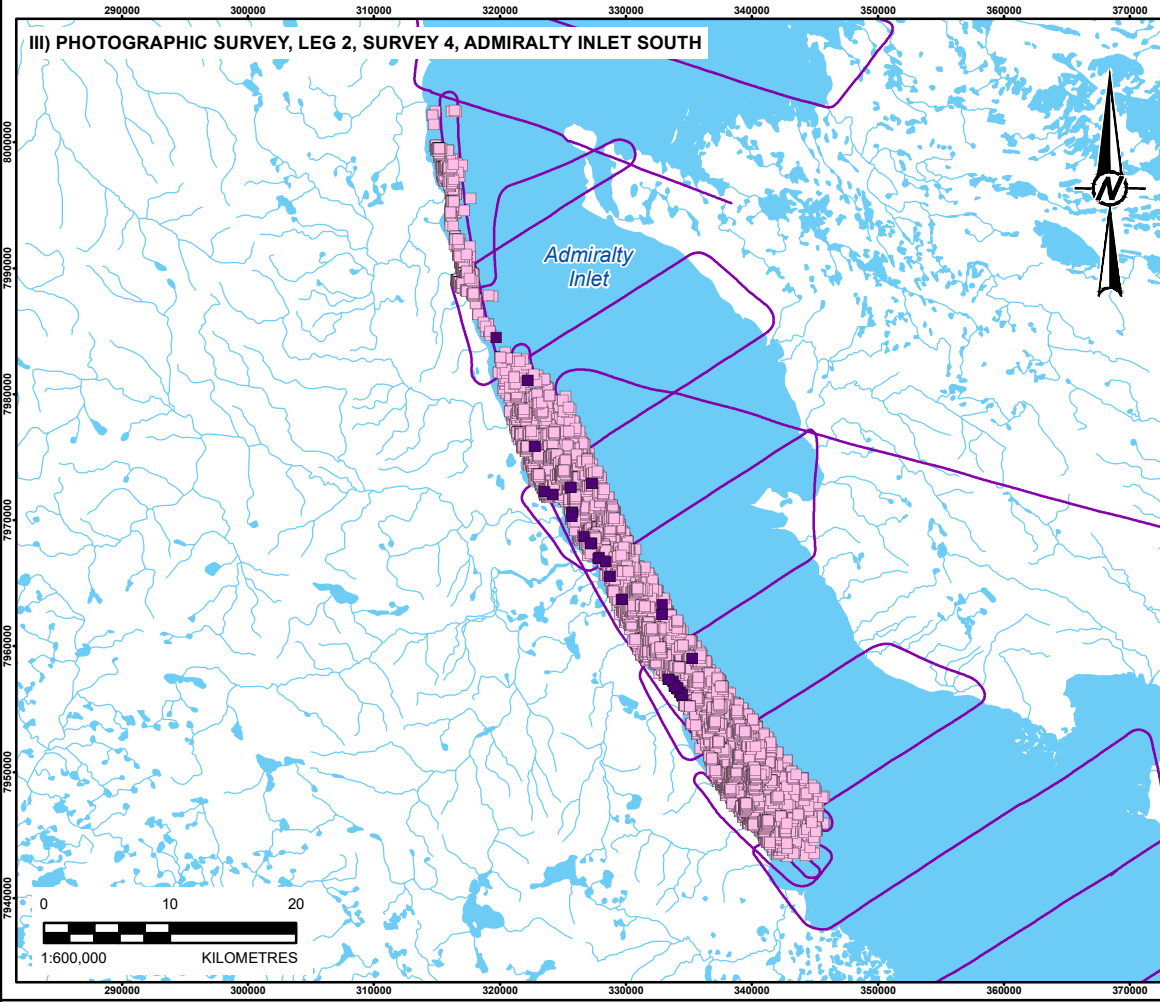 290000 300000 310000 320000 330000 340000 350000 360000 370000
III) PHOTOGRAPHIC SURVEY, LEG 2, SURVEY 4, ADMIRALTY INLET SOUTH
8000000
N
Admiralty
Inlet
7990000
7980000
7970000
7960000
7950000
7940000
0 10 20
1:600,000 KILOMETRES
290000 300000 310000 320000 330000 340000 350000 360000 370000